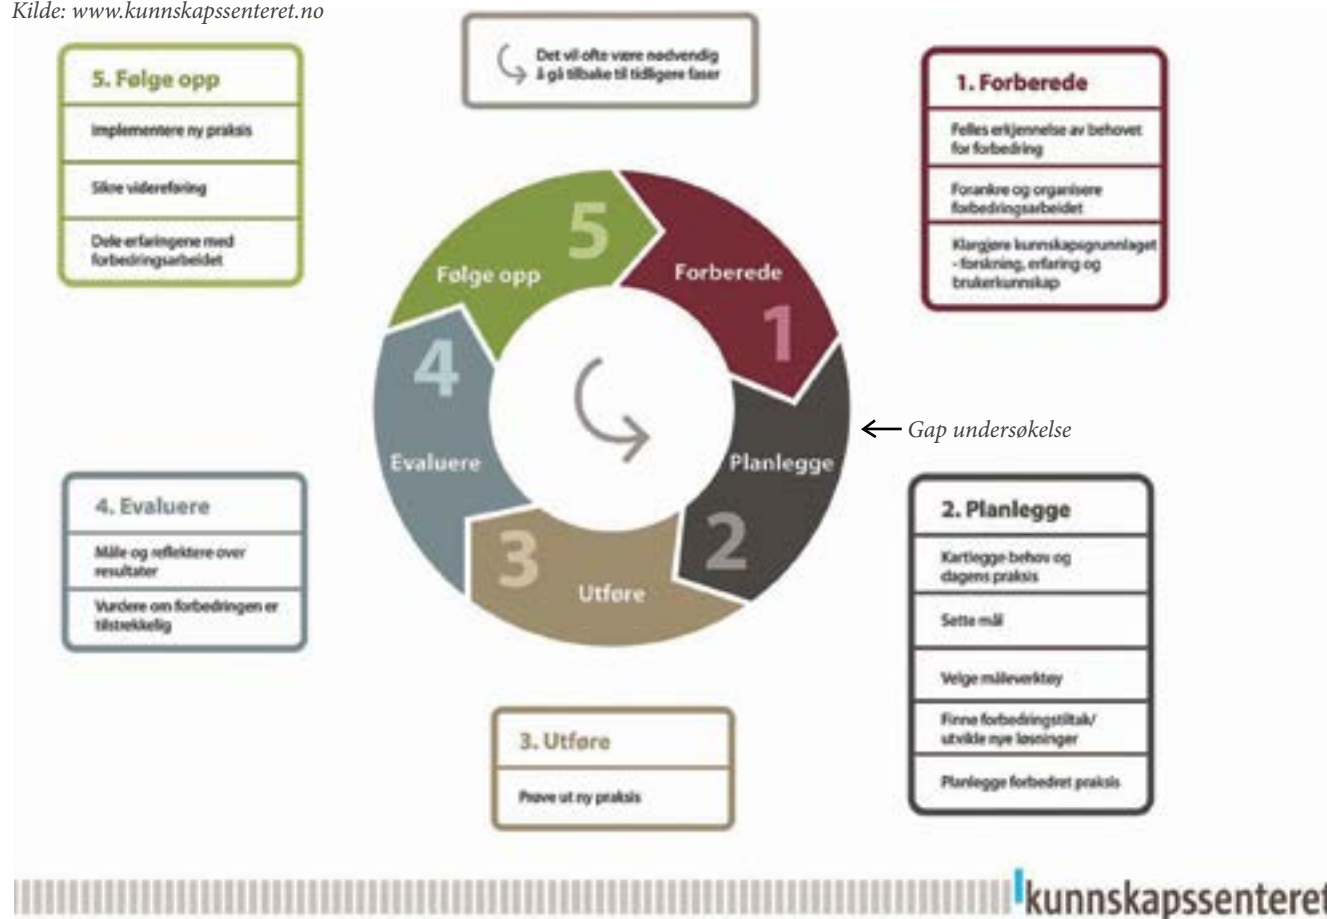 Kilde: www.kunnskapssenteret.no
Det vil ofte være nødvendig
å gå tilbake til tidligere faser
5. Følge opp
Implementere ny praksis
Sikre videreføring
Dele erfaringene med
forbedringsarbeidet
1. Forberede
Felles erkjennelse av behovet
for forbedring
Forankre og organisere
forbedringsarbeidet
Klargjøre kunnskapsgrunnlaget
- forskning, erfaring og
brukerkunnskap
5
Følge opp
Forberede
1
4
Evaluere
Planlegge
2
3
Utføre
Gap undersøkelse
4. Evaluere
Måle og reflektere over
resultater
Vurdere om forbedringen er
tilstrekkelig
2. Planlegge
Kartlegge behov og
dagens praksis
Sette mål
Velge måleverktøy
Finne forbedringstiltak/
utvikle nye løsninger
Planlegge forbedret praksis
3. Utføre
Prøve ut ny praksis
kunnskapssenteret